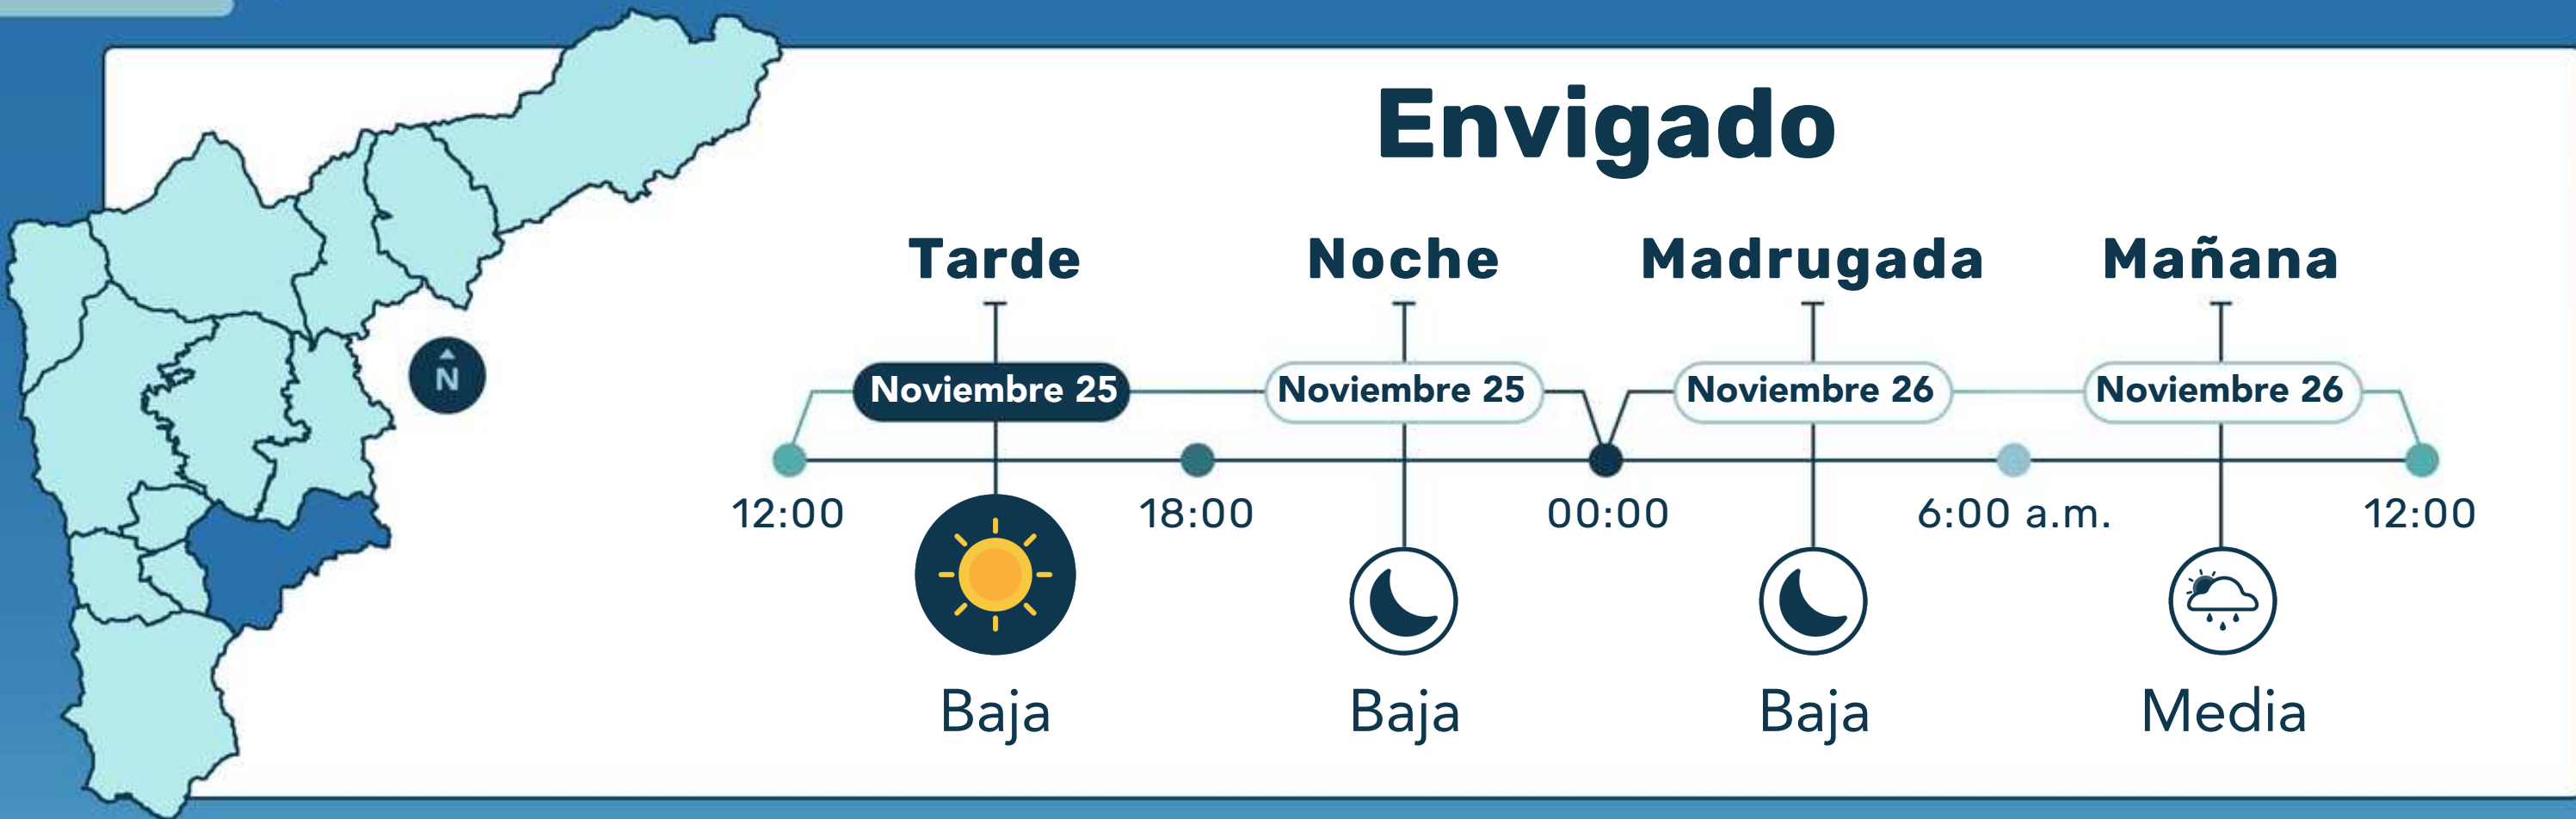 Envigado
Tarde Noche Madrugada Mañana
N
Noviembre 25 Noviembre 25 Noviembre 26 Noviembre 26
12:00 18:00 00:00 6:00 a.m. 12:00
Baja Baja Baja Media